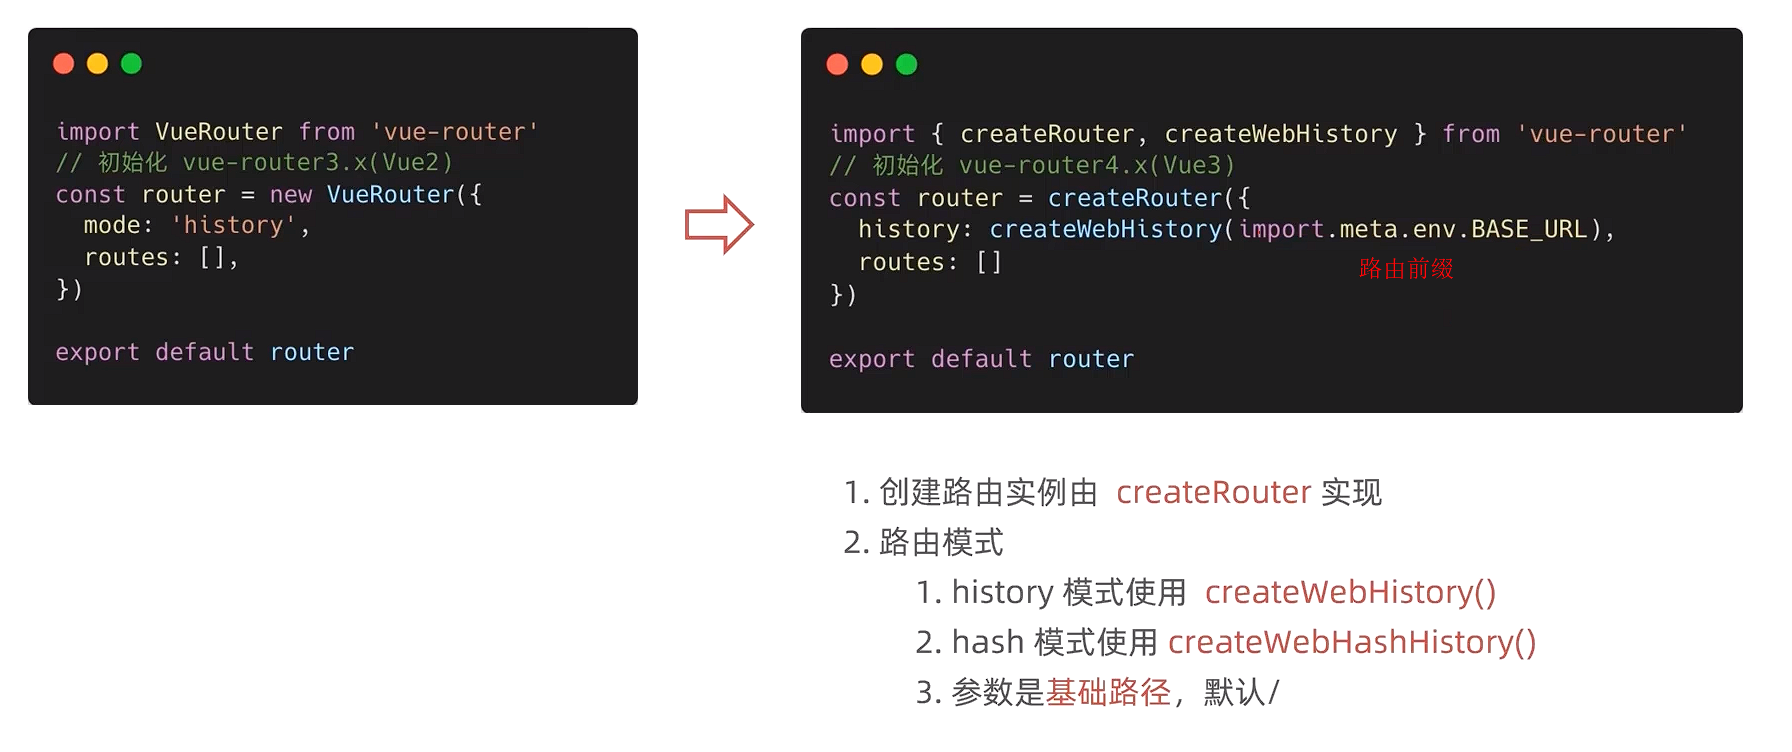 import VueRouter from 'vue-router'
// 初始化 vue-router3.x(Vue2)
const router = new VueRouter({
  mode: 'history',
  routes: [],
})
export default router
import { createRouter, createWebHistory } from 'vue-router'
// 初始化 vue-router4.x(Vue3)
const router = createRouter({
  history: createWebHistory(import.meta.env.BASE_URL),
  routes: []
路由前缀
})
export default router
1. 创建路由实例由 createRouter 实现
2. 路由模式
1. history 模式使用 createWebHistory()
2. hash 模式使用 createWebHashHistory()
3. 参数是基础路径，默认/